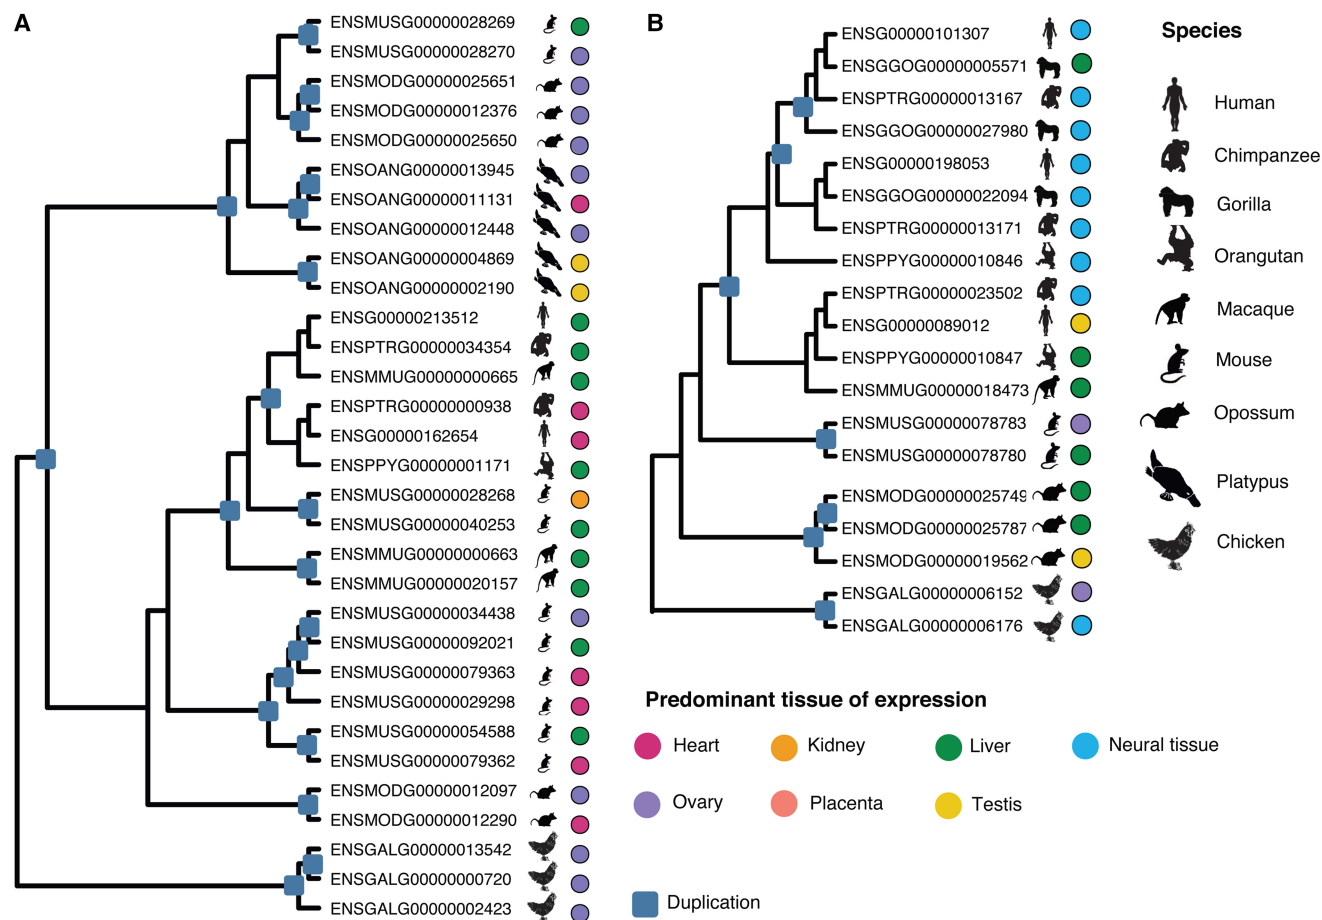 A
ENSMUSG00000028269
ENSMUSG00000028270
ENSMODG00000025651
ENSMODG00000012376
ENSMODG00000025650
ENSOANG00000013945
ENSOANG00000011131
ENSOANG00000012448
ENSOANG00000004869
ENSOANG00000002190
ENSG00000213512
ENSPTRG00000034354
ENSMMUG00000000665
ENSPTRG00000000938
ENSG00000162654
ENSPPYG00000001171
ENSMUSG00000028268
ENSMUSG00000040253
ENSMMUG00000000663
ENSMMUG00000020157
ENSMUSG00000034438
ENSMUSG00000092021
ENSMUSG00000079363
ENSMUSG00000029298
ENSMUSG00000054588
ENSMUSG00000079362
ENSMODG00000012097
ENSMODG00000012290
ENSGALG00000013542
ENSGALG00000000720
ENSGALG00000002423
B
ENSG00000101307
ENSGGOG00000005571
ENSPTRG00000013167
ENSGGOG00000027980
ENSG00000198053
ENSGGOG00000022094
ENSPTRG00000013171
ENSPPYG00000010846
ENSPTRG00000023502
ENSG00000089012
ENSPPYG00000010847
ENSMMUG00000018473
ENSMUSG00000078783
ENSMUSG00000078780
ENSMODG00000025749
ENSMODG00000025787
ENSMODG00000019562
ENSGALG00000006152
ENSGALG00000006176
Species
Human
Chimpanzee
Gorilla
Orangutan
Macaque
Mouse
Opossum
Platypus
Chicken
Predominant tissue of expression
Heart Kidney Liver Neural tissue
Ovary Placenta Testis
Duplication